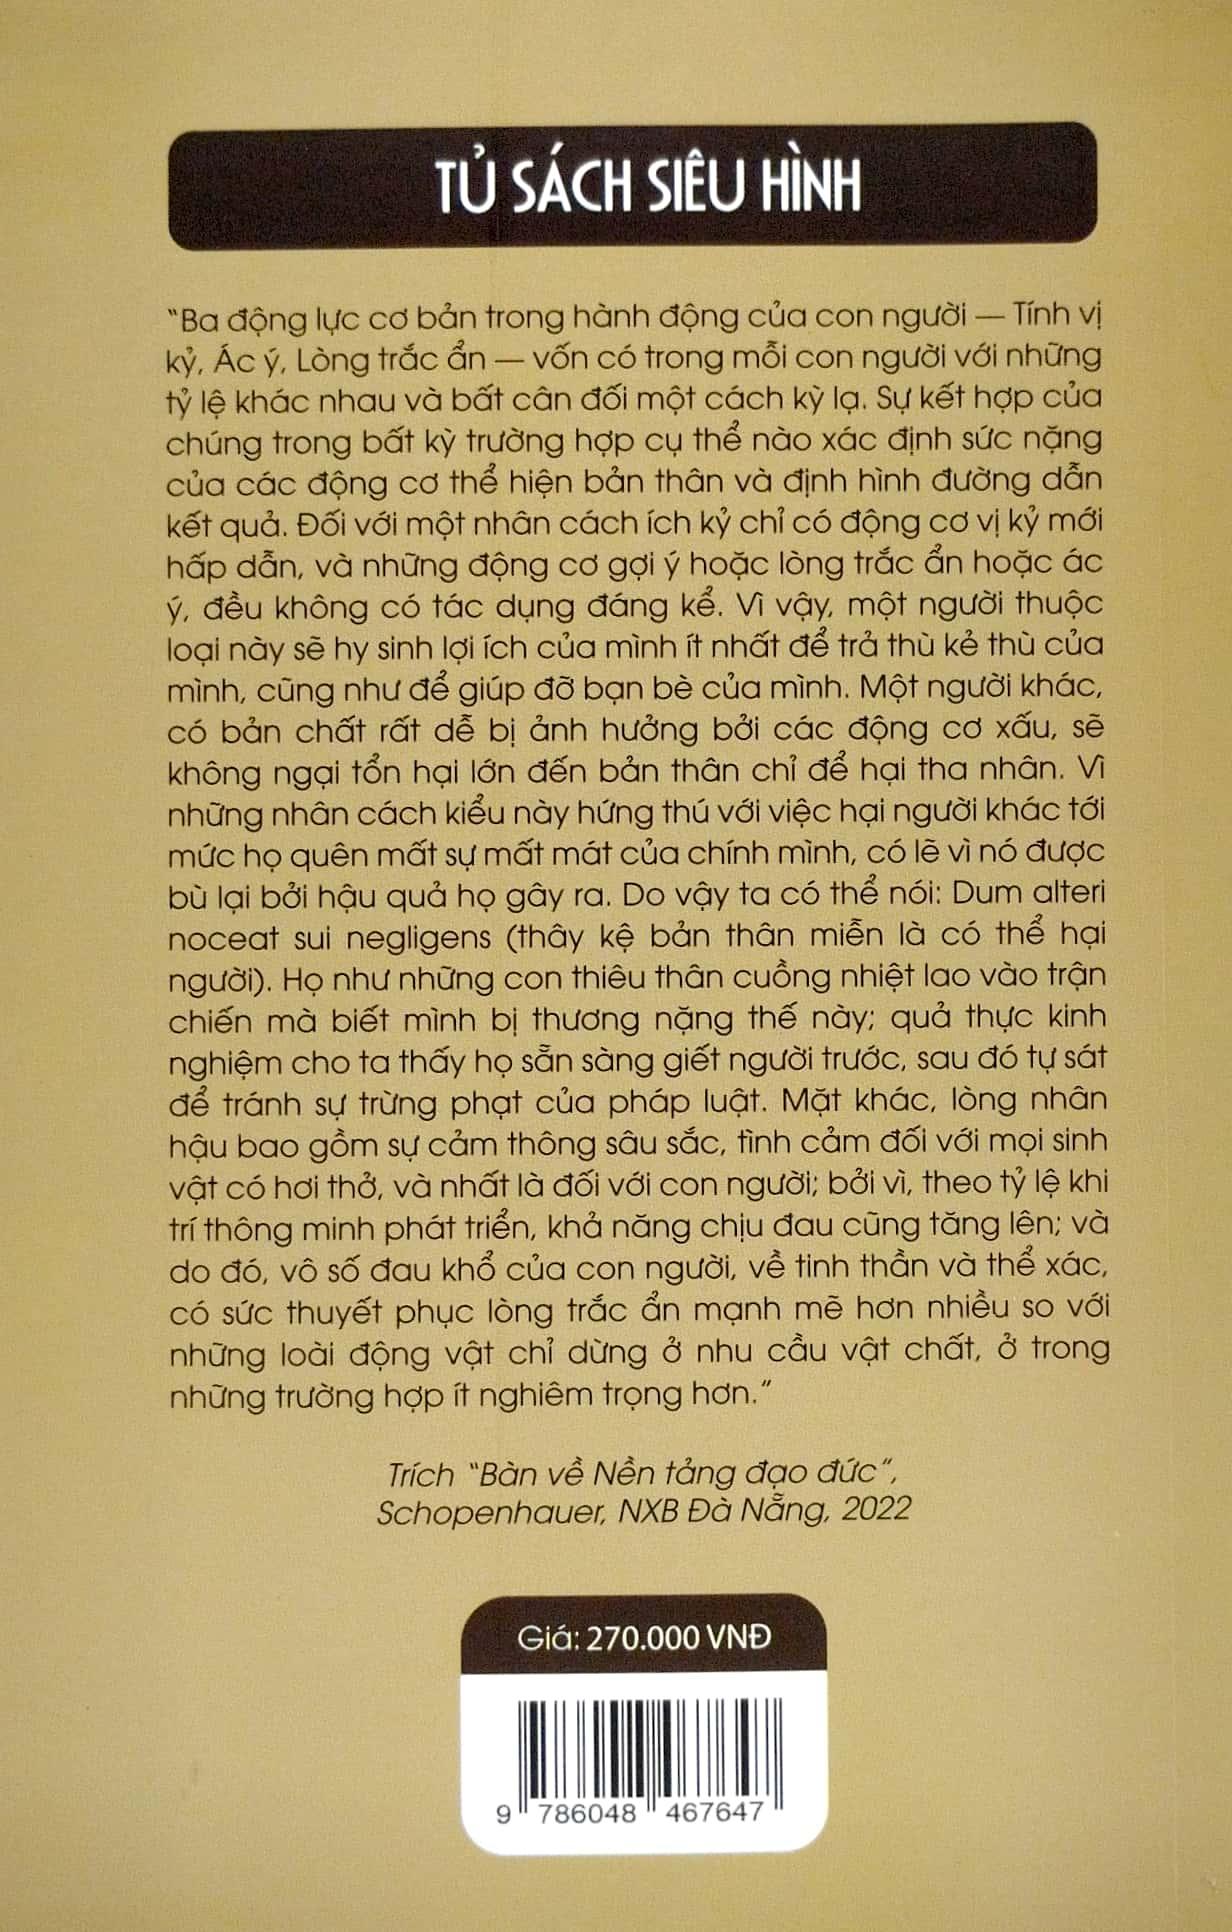 TỦ SÁCH SIÊU HÌNH
"Ba động lực cơ bản trong hành động của con người — Tính vị
kỷ, Ác ý, Lòng trắc ẩn — vốn có trong mỗi con người với những
tỷ lệ khác nhau và bất cân đối một cách kỳ lạ. Sự kết hợp của
chúng trong bất kỳ trường hợp cụ thể nào xác định sức nặng
của các động cơ thể hiện bản thân và định hình đường dẫn
kết quả. Đối với một nhân cách ích kỷ chỉ có động cơ vị kỷ mới
hấp dẫn, và những động cơ gợi ý hoặc lòng trắc ẩn hoặc ác
ý, đều không có tác dụng đáng kể. Vì vậy, một người thuộc
loại này sẽ hy sinh lợi ích của mình ít nhất để trả thù kẻ thù của
mình, cũng như để giúp đỡ bạn bè của mình. Một người khác,
có bản chất rất dễ bị ảnh hưởng bởi các động cơ xấu, sẽ
không ngại tổn hại lớn đến bản thân chỉ để hại tha nhân. Vì
những nhân cách kiểu này hứng thú với việc hại người khác tới
mức họ quên mất sự mất mát của chính mình, có lẽ vì nó được
bù lại bởi hậu quả họ gây ra. Do vậy ta có thể nói: Dum alteri
noceat sui negligens (thây kệ bản thân miễn là có thể hại
người). Họ như những con thiêu thân cuồng nhiệt lao vào trận
chiến mà biết mình bị thương nặng thế này; quả thực kinh
nghiệm cho ta thấy họ sẵn sàng giết người trước, sau đó tự sát
để tránh sự trừng phạt của pháp luật. Mặt khác, lòng nhân
hậu bao gồm sự cảm thông sâu sắc, tình cảm đối với mọi sinh
vật có hơi thở, và nhất là đối với con người; bởi vì, theo tỷ lệ khi
trí thông minh phát triển, khả năng chịu đau cũng tăng lên; và
do đó, vô số đau khổ của con người, về tinh thần và thể xác,
có sức thuyết phục lòng trắc ẩn mạnh mẽ hơn nhiều so với
những loài động vật chỉ dừng ở nhu cầu vật chất, ở trong
những trường hợp ít nghiêm trọng hơn."
Trích "Bàn về Nền tảng đạo đức",
Schopenhauer, NXB Đà Nẵng, 2022
Giá: 270.000 VNĐ
9 786048 467647